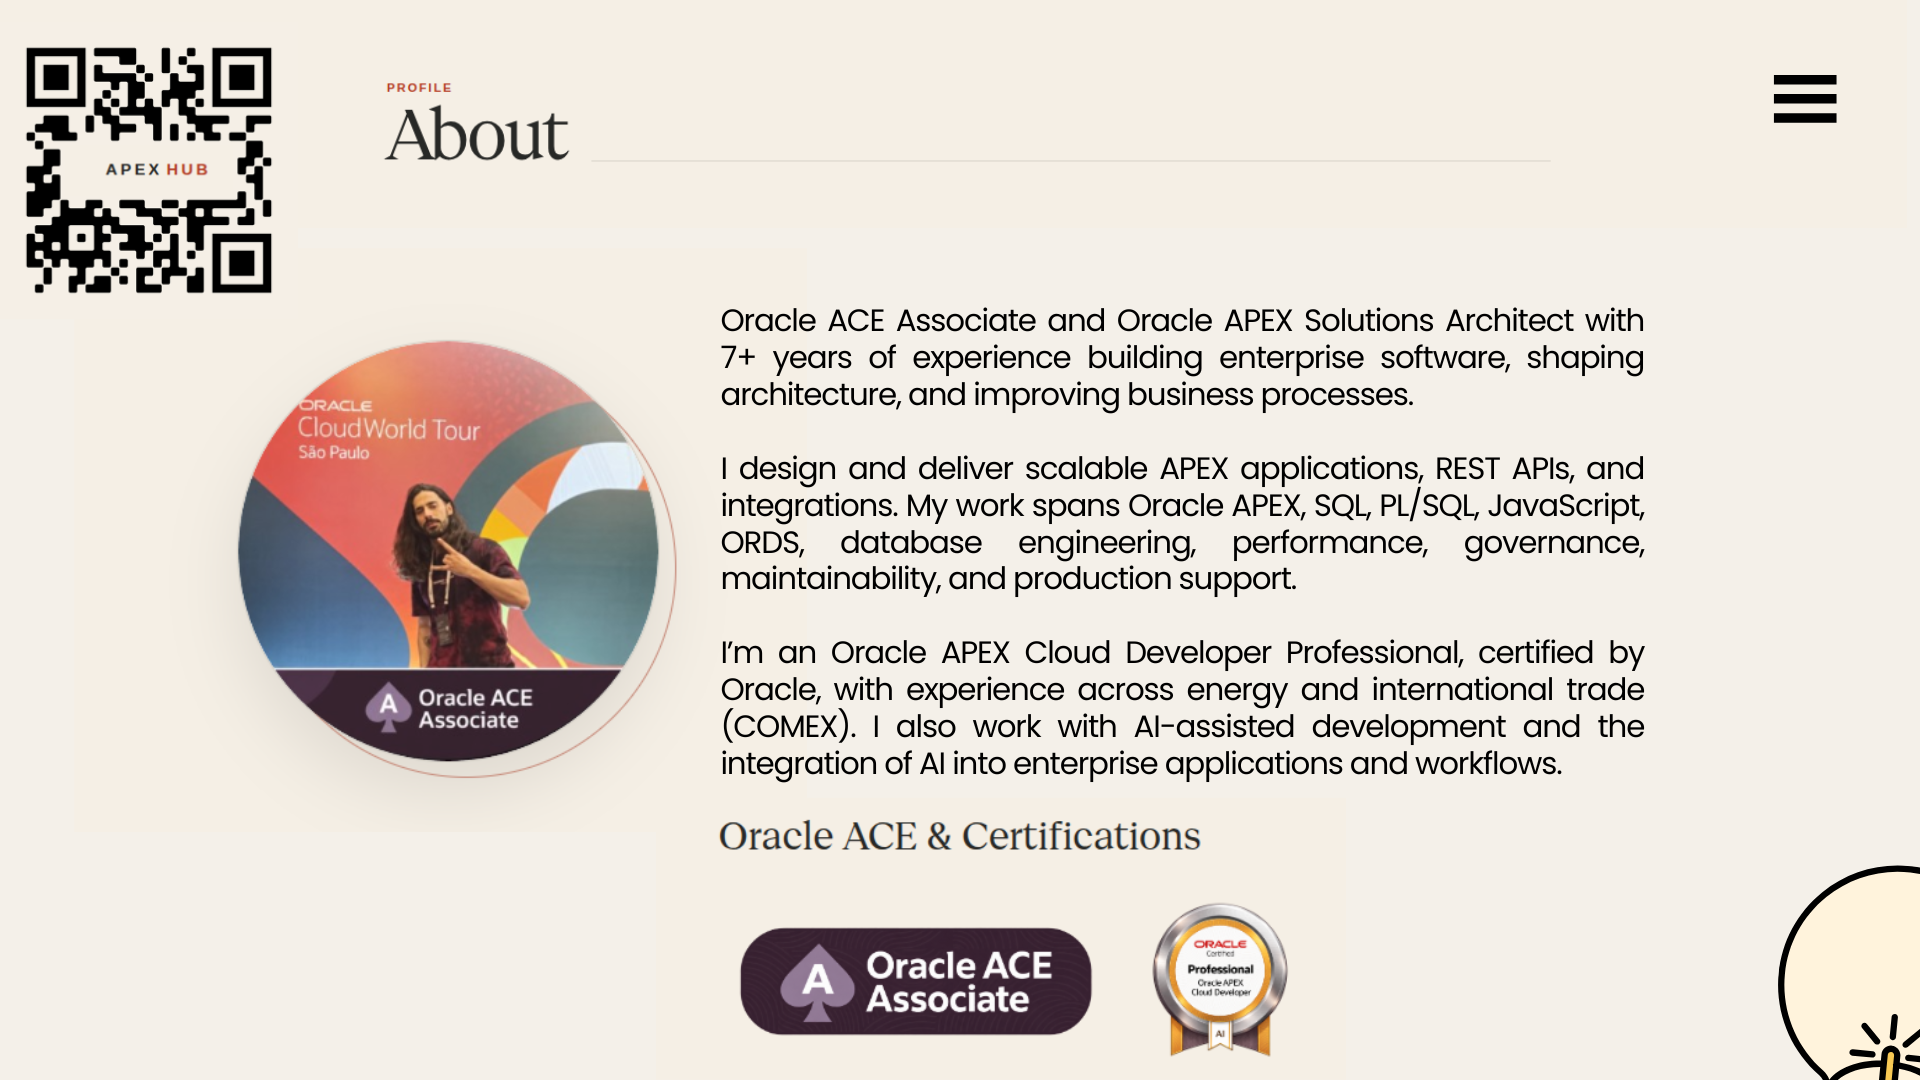 APEX HUB
PROFILE
About
ORACLE
CloudWorld Tour
São Paulo
A
Oracle ACE
Associate
Oracle ACE Associate and Oracle APEX Solutions Architect with
7+ years of experience building enterprise software, shaping
architecture, and improving business processes.
I design and deliver scalable APEX applications, REST APIs, and
integrations. My work spans Oracle APEX, SQL, PL/SQL, JavaScript,
ORDS, database engineering, performance, governance,
maintainability, and production support.
I’m an Oracle APEX Cloud Developer Professional, certified by
Oracle, with experience across energy and international trade
(COMEX). I also work with AI-assisted development and the
integration of AI into enterprise applications and workflows.
Oracle ACE & Certifications
A
Oracle ACE
Associate
ORACLE
Certified
Professional
Oracle APEX
Cloud Developer
AI